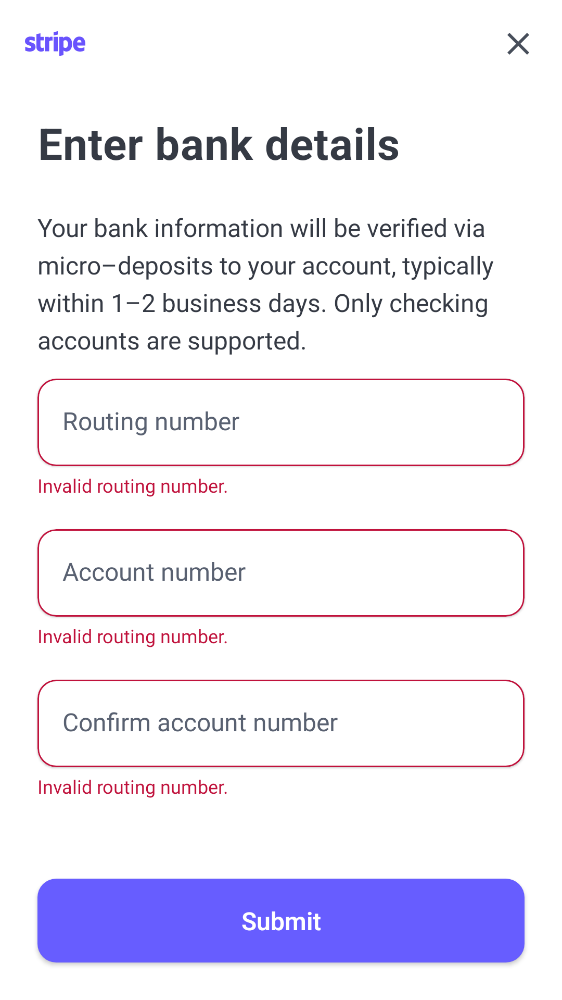 stripe
Enter bank details
Your bank information will be verified via
micro–deposits to your account, typically
within 1–2 business days. Only checking
accounts are supported.
Routing number
Invalid routing number.
Account number
Invalid routing number.
Confirm account number
Invalid routing number.
Submit